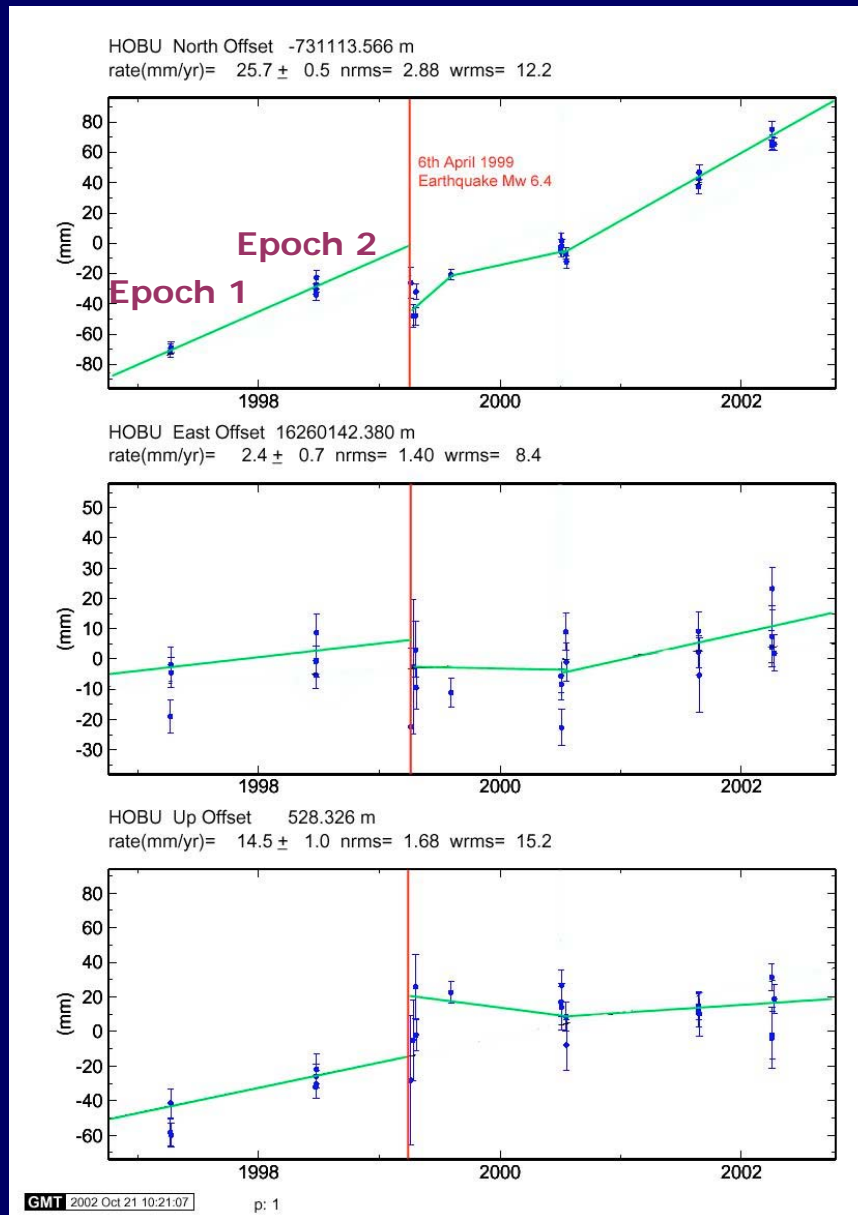 HOBU North Offset -731113.566 m
rate(mm/yr)= 25.7 ± 0.5 nrms= 2.88 wrms= 12.2
80
60
40
20
0
-20
-40
-60
-80
(mm)
6th April 1999
Earthquake Mw 6.4
Epoch 2
Epoch 1
1998 2000 2002
HOBU East Offset 16260142.380 m
rate(mm/yr)= 2.4 ± 0.7 nrms= 1.40 wrms= 8.4
50
40
30
20
10
0
-10
-20
-30
(mm)
1998 2000 2002
HOBU Up Offset 528.326 m
rate(mm/yr)= 14.5 ± 1.0 nrms= 1.68 wrms= 15.2
80
60
40
20
0
-20
-40
-60
(mm)
1998 2000 2002
GMT 2002 Oct 21 10:21:07 p: 1